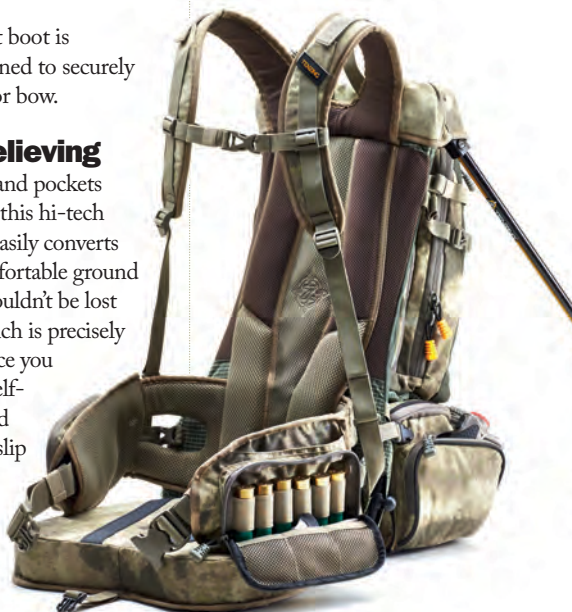 t boot is
ned to securely
or bow.
elieving
and pockets
this hi-tech
asily converts
fortable ground
ouldn't be lost
ch is precisely
ce you
elf-
d
slip
TENZING